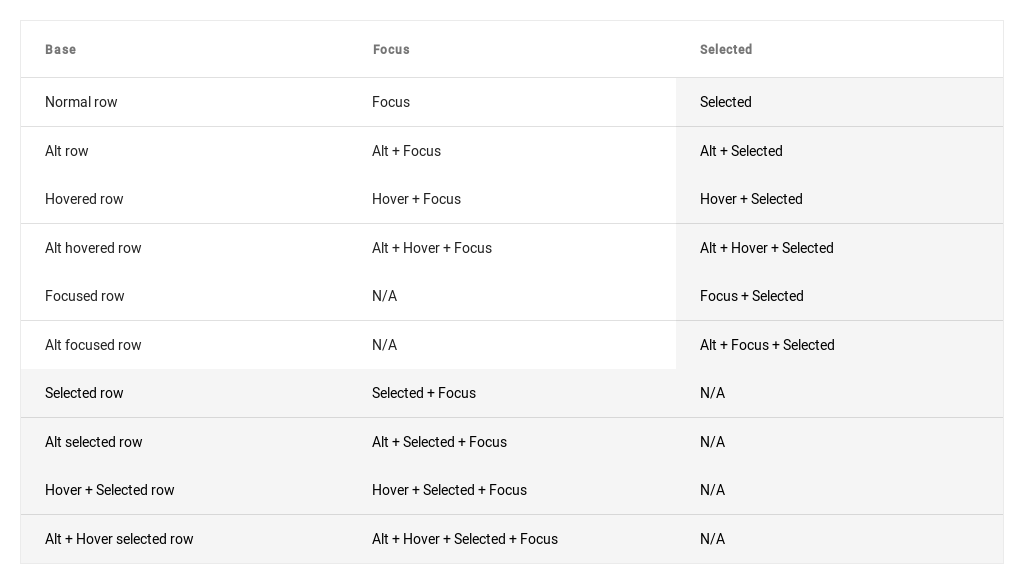 Base Focus Selected
Normal row Focus Selected
Alt row Alt + Focus Alt + Selected
Hovered row Hover + Focus Hover + Selected
Alt hovered row Alt + Hover + Focus Alt + Hover + Selected
Focused row N/A Focus + Selected
Alt focused row N/A Alt + Focus + Selected
Selected row Selected + Focus N/A
Alt selected row Alt + Selected + Focus N/A
Hover + Selected row Hover + Selected + Focus N/A
Alt + Hover selected row Alt + Hover + Selected + Focus N/A